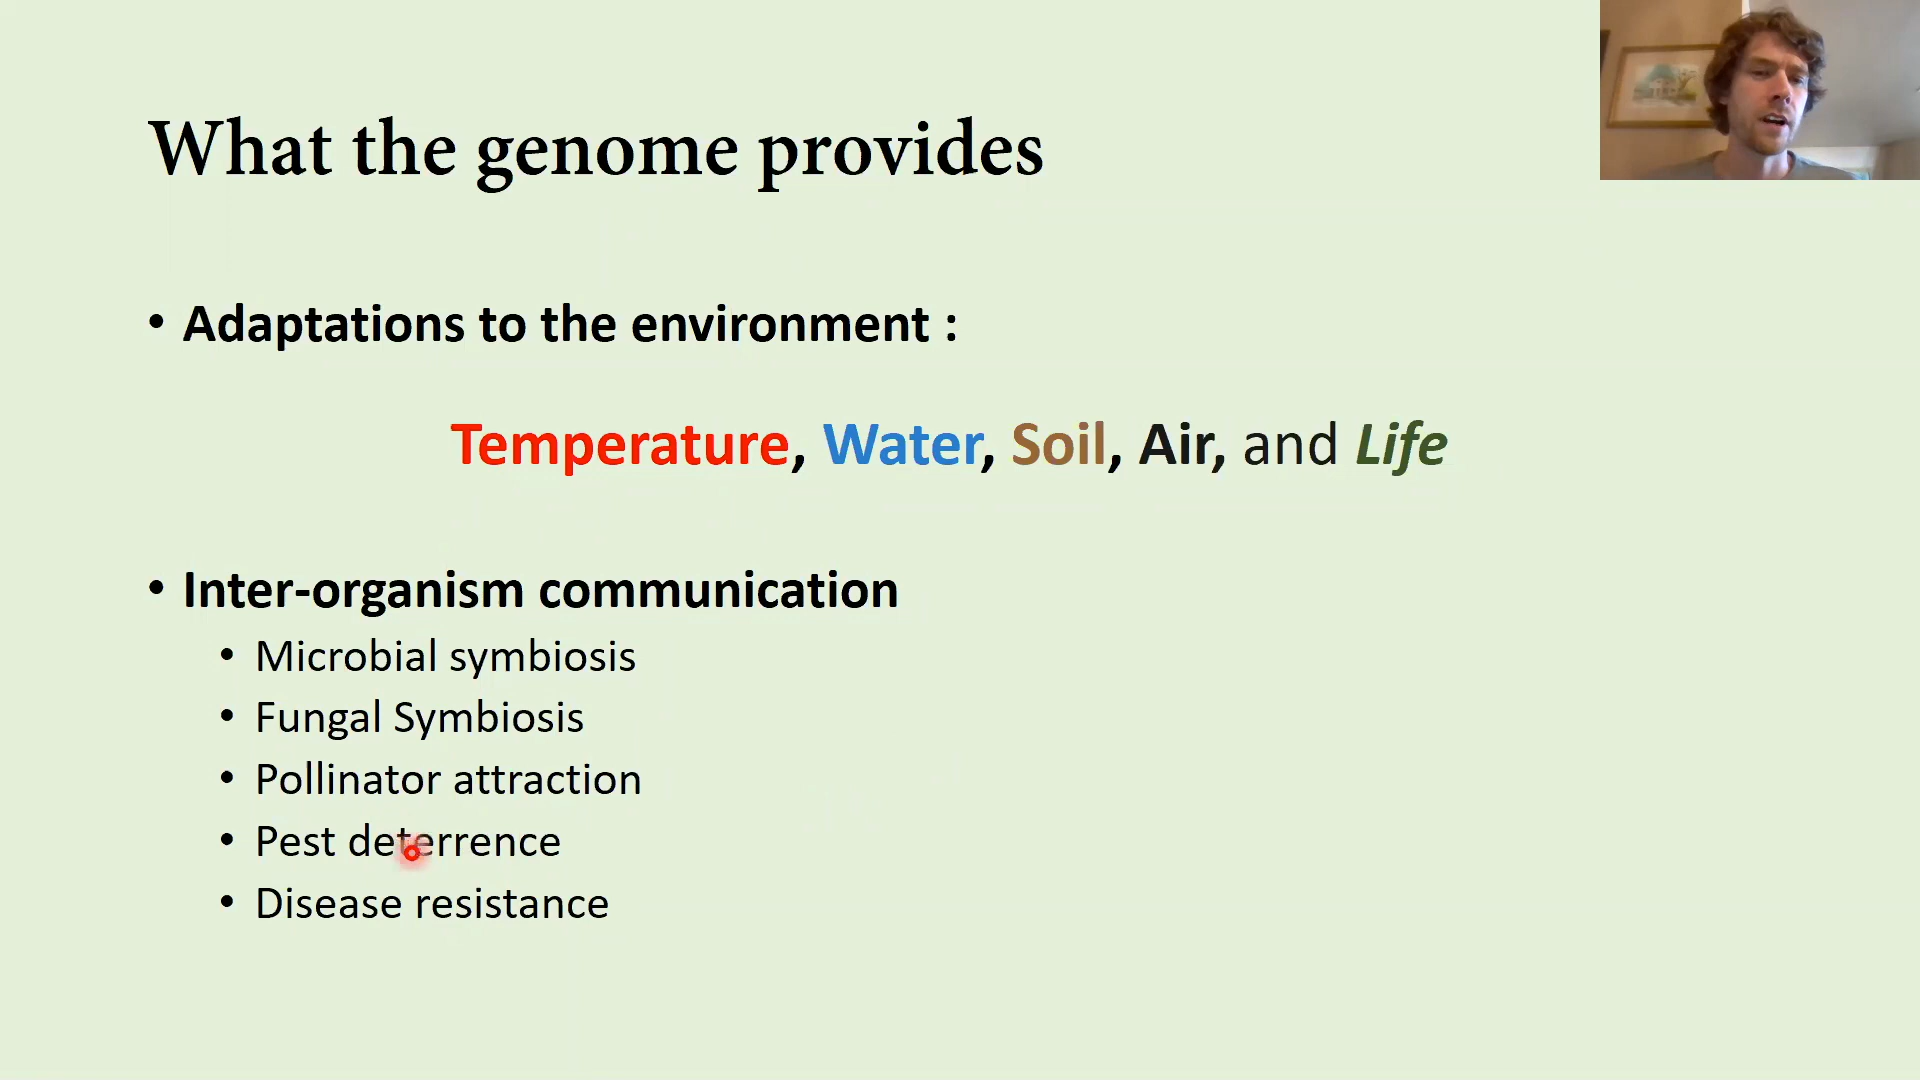 What the genome provides
• Adaptations to the environment :
Temperature, Water, Soil, Air, and Life
• Inter-organism communication
• Microbial symbiosis
• Fungal Symbiosis
• Pollinator attraction
• Pest deterrence
• Disease resistance